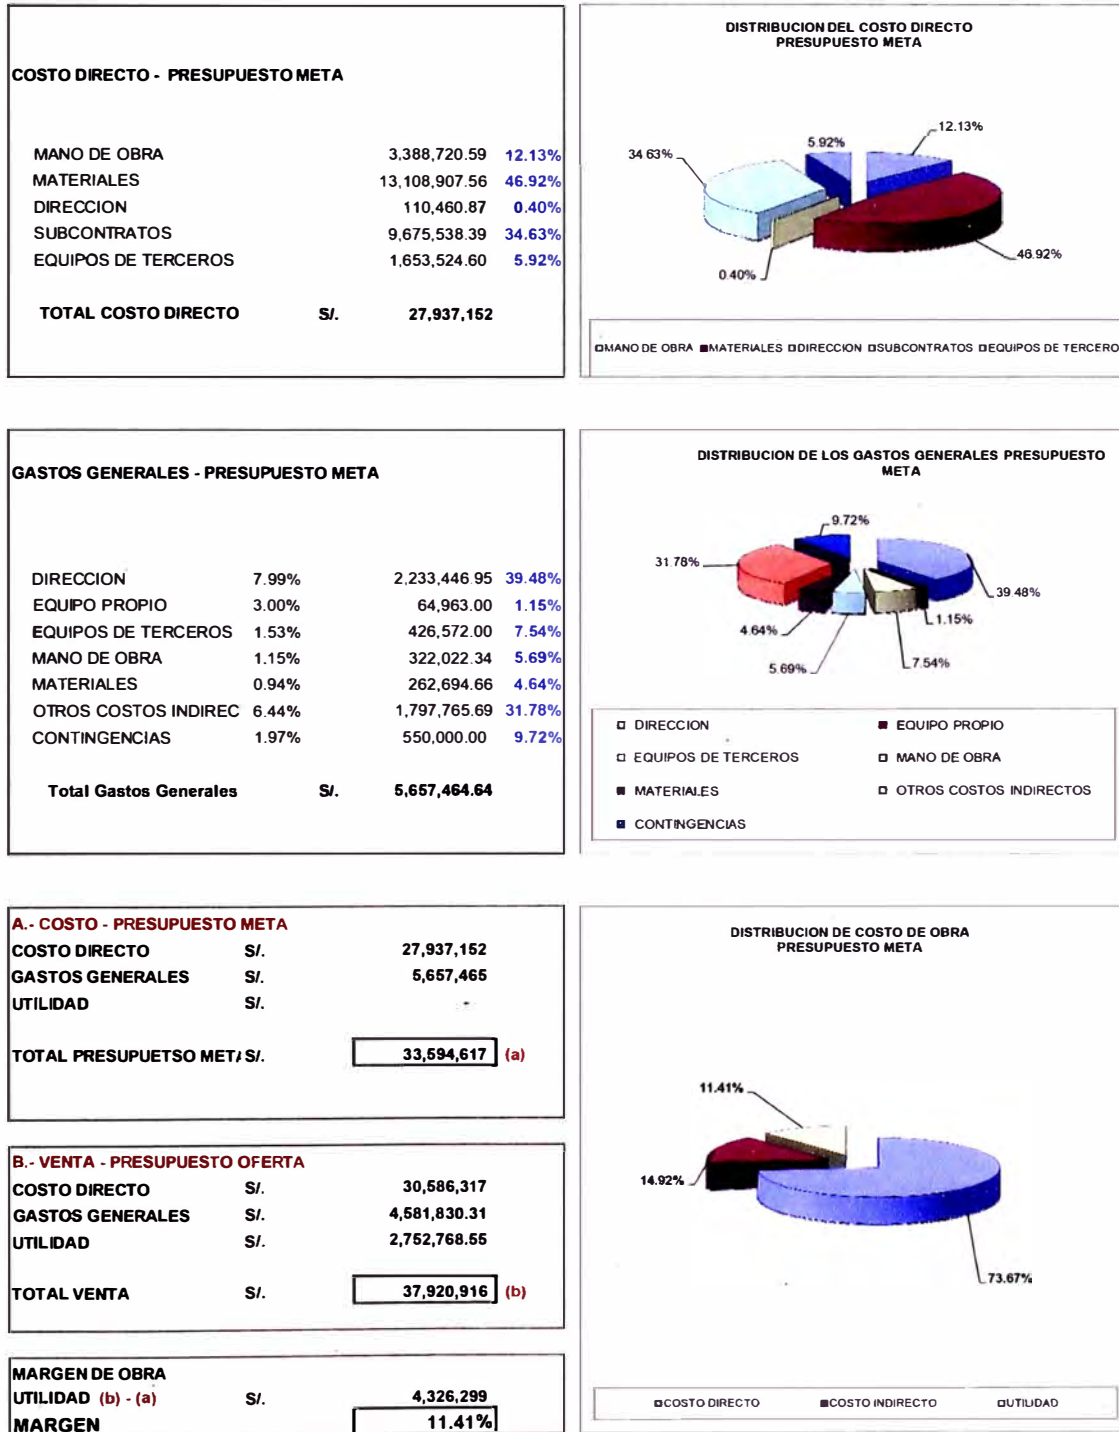 COSTO DIRECTO - PRESUPUESTO META
MANO DE OBRA 3,388,720.59 12.13%
MATERIALES 13,108,907.56 46.92%
DIRECCION 110,460.87 0.40%
SUBCONTRATOS 9,675,538.39 34.63%
EQUIPOS DE TERCEROS 1,653,524.60 5.92%
TOTAL COSTO DIRECTO S/. 27,937,152
DISTRIBUCION DEL COSTO DIRECTO
PRESUPUESTO META
5.92%
12.13%
34.63%
46.92%
0.40%
MANO DE OBRA MATERIALES DIRECCION SUBCONTRATOS EQUIPOS DE TERCERO
GASTOS GENERALES - PRESUPUESTO META
DIRECCION 7.99% 2,233,446.95 39.48%
EQUIPO PROPIO 3.00% 64,963.00 1.15%
EQUIPOS DE TERCEROS 1.53% 426,572.00 7.54%
MANO DE OBRA 1.15% 322,022.34 5.69%
MATERIALES 0.94% 262,694.66 4.64%
OTROS COSTOS INDIREC 6.44% 1,797,765.69 31.78%
CONTINGENCIAS 1.97% 550,000.00 9.72%
Total Gastos Generales S/. 5,657,464.64
DISTRIBUCION DE LOS GASTOS GENERALES PRESUPUESTO
META
9.72%
31.78%
39.48%
1.15%
4.64%
5.69%
7.54%
DIRECCION EQUIPO PROPIO
EQUIPOS DE TERCEROS MANO DE OBRA
MATERIALES OTROS COSTOS INDIRECTOS
CONTINGENCIAS
A.- COSTO - PRESUPUESTO META
COSTO DIRECTO S/. 27,937,152
GASTOS GENERALES S/. 5,657,465
UTILIDAD S/. -
TOTAL PRESUPUETSO META S/. 33,594,617 (a)
B.- VENTA - PRESUPUESTO OFERTA
COSTO DIRECTO S/. 30,586,317
GASTOS GENERALES S/. 4,581,830.31
UTILIDAD S/. 2,752,768.55
TOTAL VENTA S/. 37,920,916 (b)
MARGEN DE OBRA
UTILIDAD (b) - (a) S/. 4,326,299
MARGEN 11.41%
DISTRIBUCION DE COSTO DE OBRA
PRESUPUESTO META
11.41%
14.92%
73.67%
COSTO DIRECTO COSTO INDIRECTO UTILIDAD